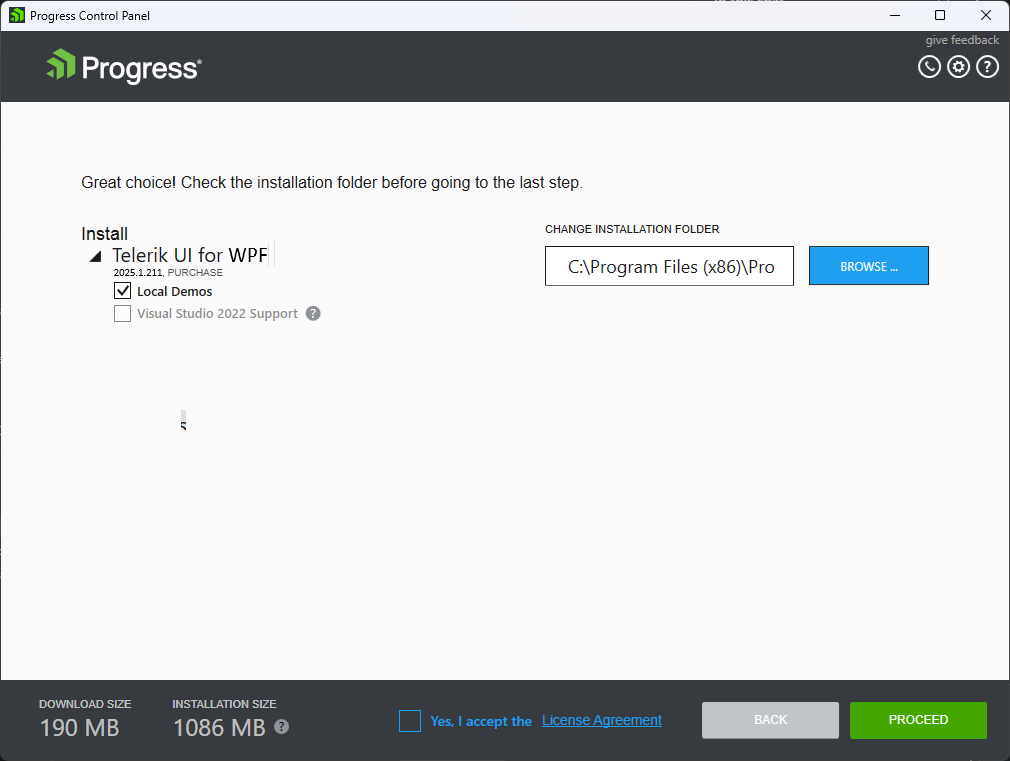 Progress Control Panel
give feedback
Progress®
Great choice! Check the installation folder before going to the last step.
Install
Telerik UI for WPF
2025.1.211, PURCHASE
Local Demos
Visual Studio 2022 Support ?
CHANGE INSTALLATION FOLDER
C:\Program Files (x86)\Pro
BROWSE ...
DOWNLOAD SIZE
190 MB
INSTALLATION SIZE
1086 MB ?
Yes, I accept the License Agreement
BACK
PROCEED